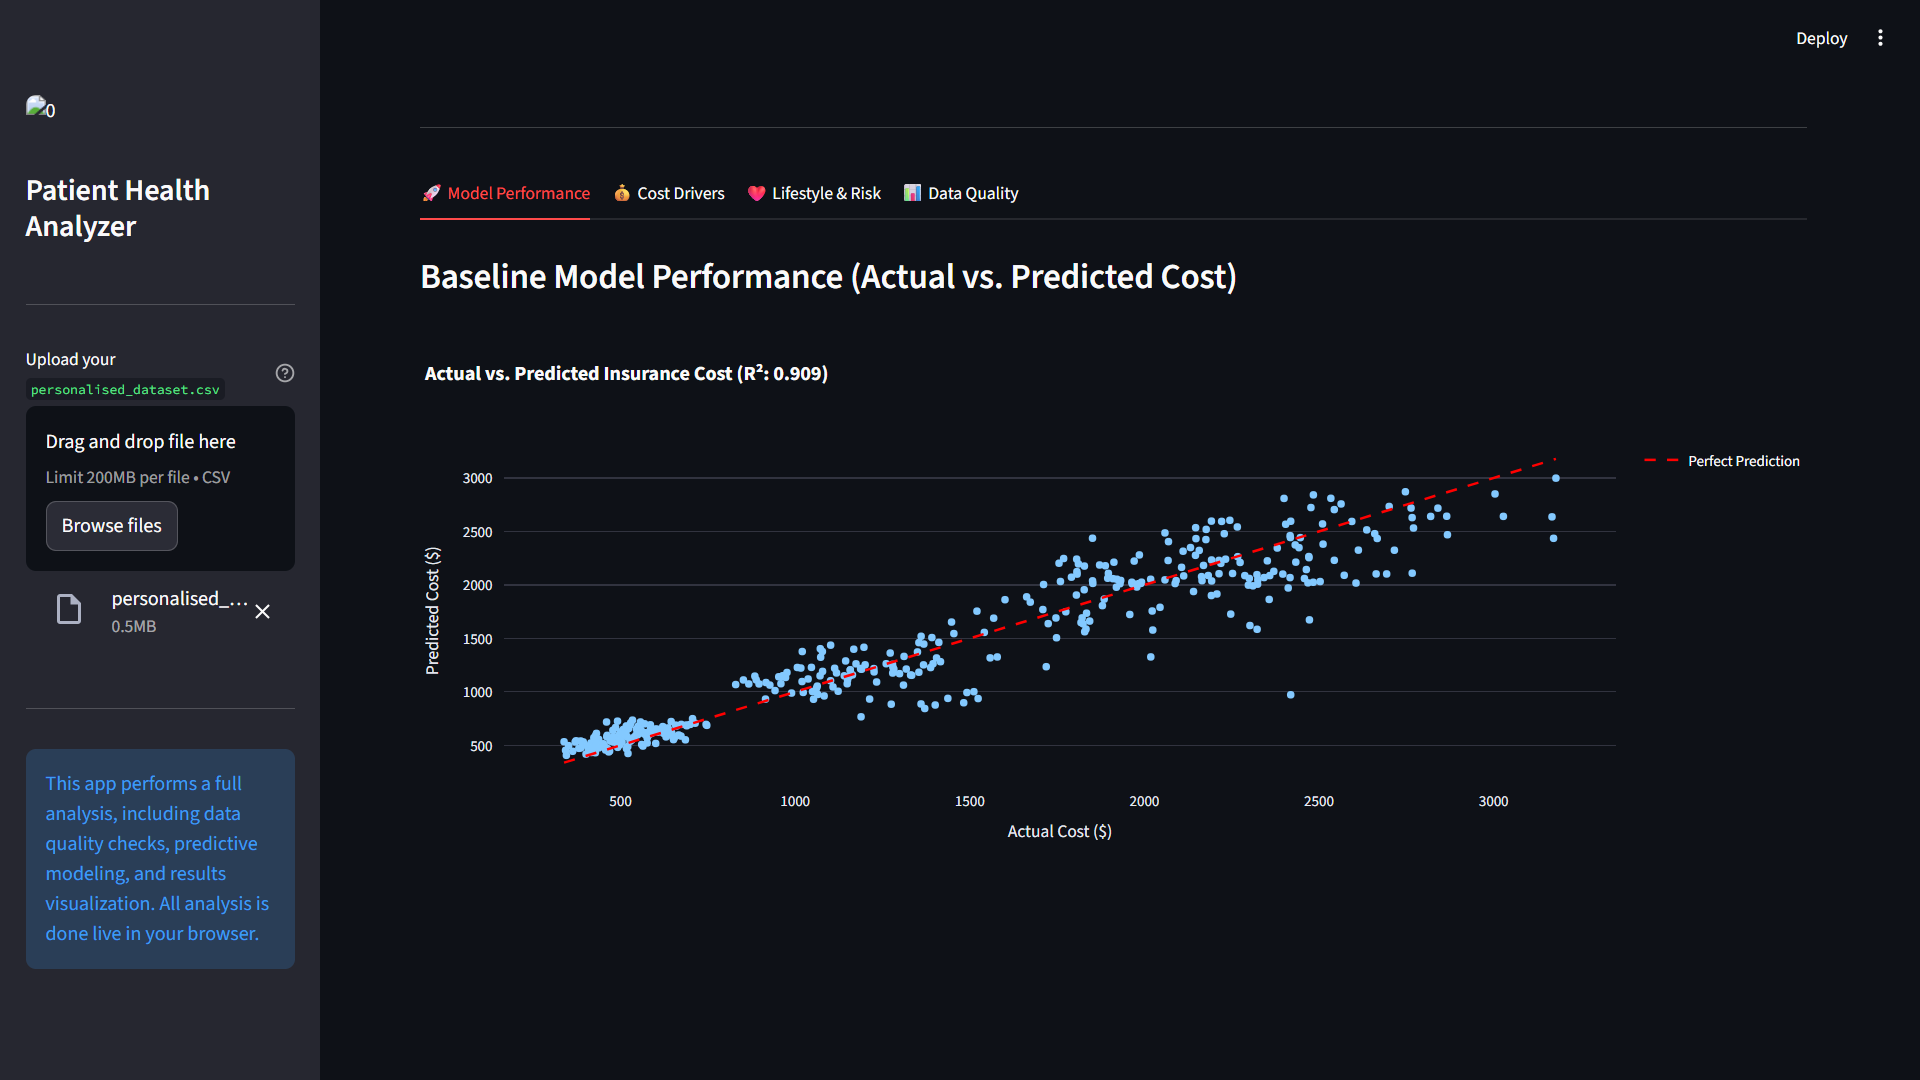 Deploy
0
Patient Health
Analyzer
Upload your
personalised_dataset.csv
Drag and drop file here
Limit 200MB per file • CSV
Browse files
personalised_...
0.5MB
This app performs a full
analysis, including data
quality checks, predictive
modeling, and results
visualization. All analysis is
done live in your browser.
🚀 Model Performance 💰 Cost Drivers ❤️ Lifestyle & Risk 📊 Data Quality
Baseline Model Performance (Actual vs. Predicted Cost)
Actual vs. Predicted Insurance Cost (R²: 0.909)
Perfect Prediction
Predicted Cost ($)
3000
2500
2000
1500
1000
500
500 1000 1500 2000 2500 3000
Actual Cost ($)